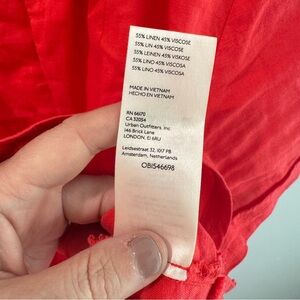 55% LINEN 45% VISCOSE
55% LIN 45% VISCOSE
55% LEINEN 45% VISKOSE
55% LINO 45% VISCOSA
55% LINO 45% VISCOSA
MADE IN VIETNAM
HECHO EN VIETNAM
RN 66170
CA 32054
Urban Outfitters, Inc
146 Brick Lane
LONDON, E1 6RU
Leidsestraat 32, 1017 PB
Amsterdam, Netherlands
OB1546698